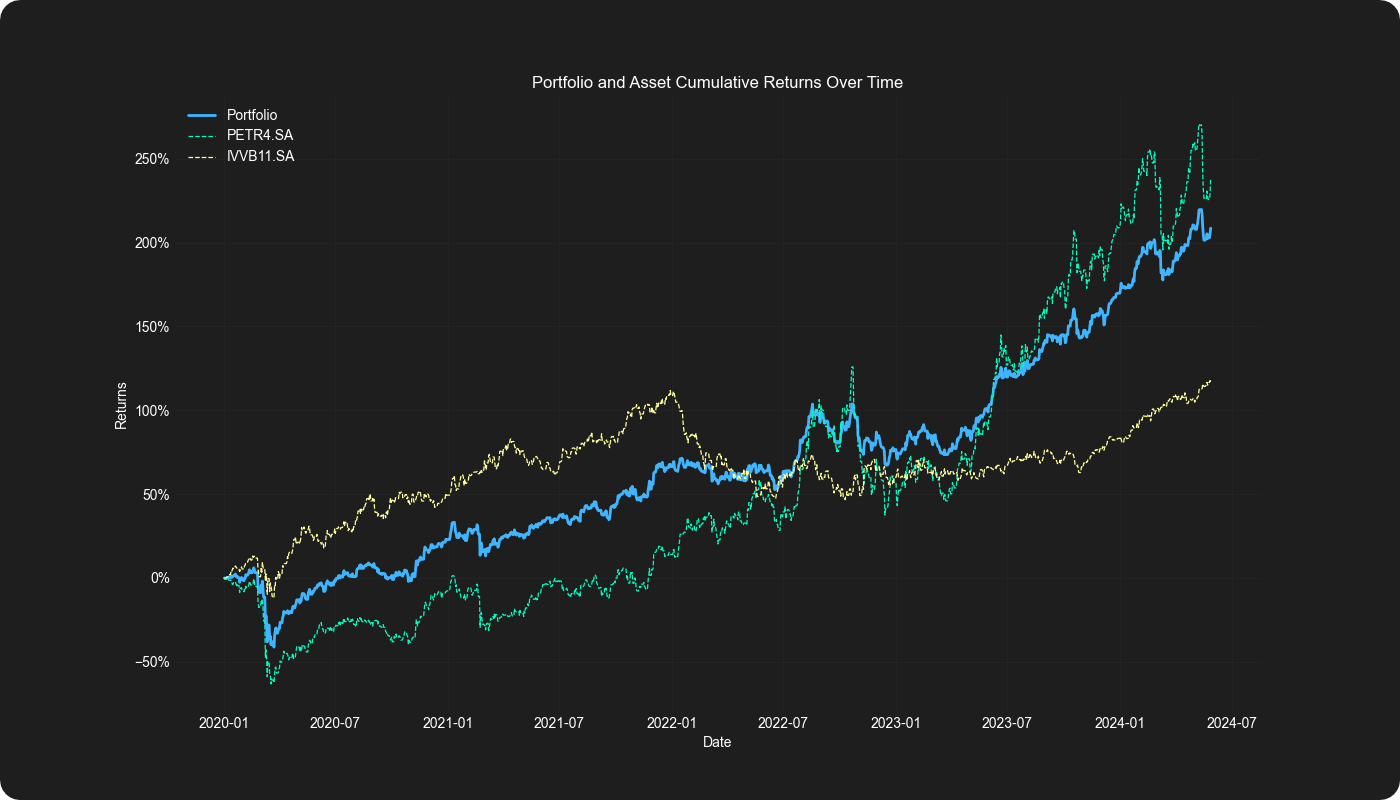 Portfolio and Asset Cumulative Returns Over Time
Portfolio
PETR4.SA
IVVB11.SA
250%
200%
150%
100%
50%
0%
−50%
Returns
2020-01 2020-07 2021-01 2021-07 2022-01 2022-07 2023-01 2023-07 2024-01 2024-07
Date